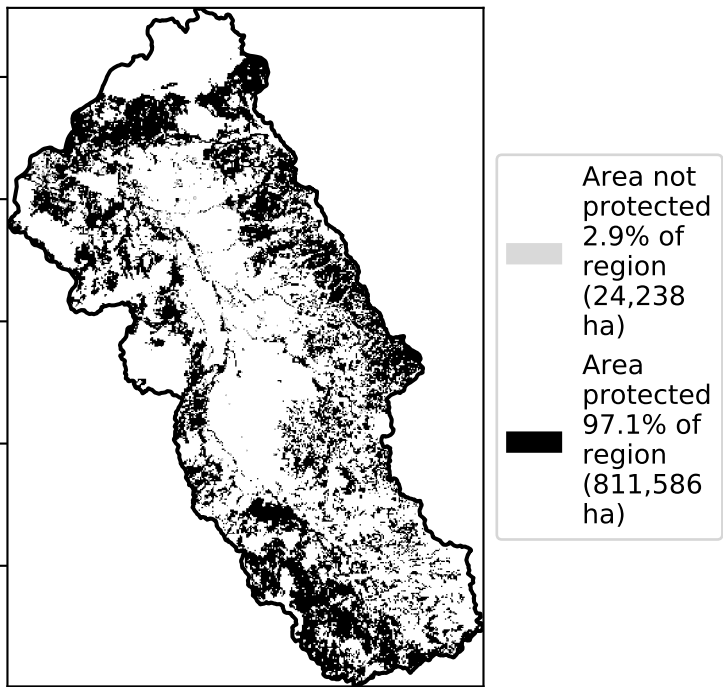 Area not
protected
2.9% of
region
(24,238
ha)
Area
protected
97.1% of
region
(811,586
ha)